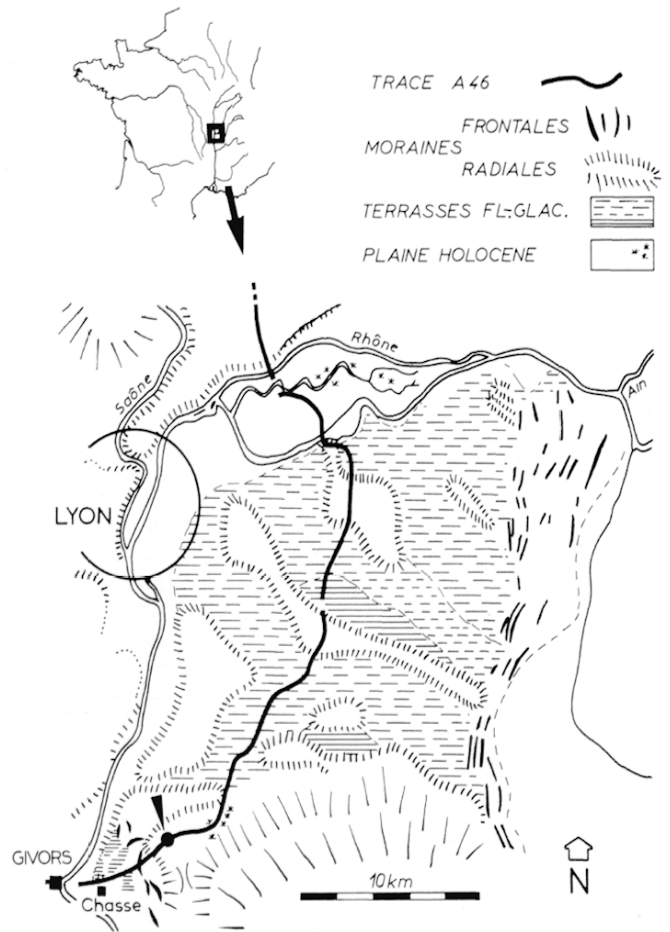 TRACE A46
FRONTALES
MORAINES
RADIALES
TERRASSES FL-GLAC.
PLAINE HOLOCENE
Rhône
Saône
Ain
LYON
GIVORS
Chasse
10km
N